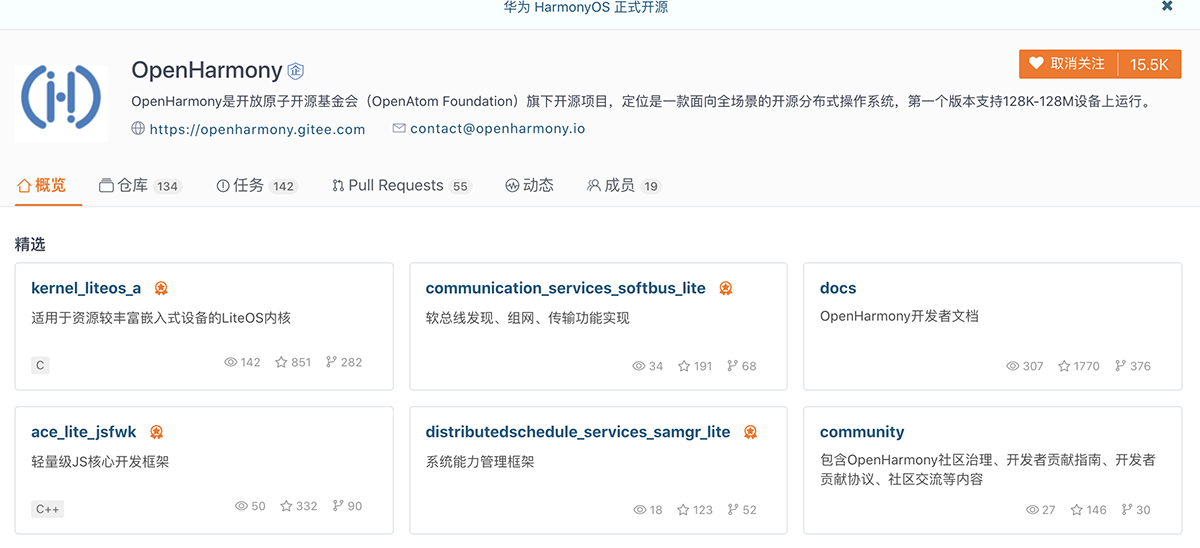 华为 HarmonyOS 正式开源
OpenHarmony 企
取消关注 15.5K
OpenHarmony是开放原子开源基金会（OpenAtom Foundation）旗下开源项目，定位是一款面向全场景的开源分布式操作系统，第一个版本支持128K-128M设备上运行。
https://openharmony.gitee.com contact@openharmony.io
概览 仓库 134 任务 142 Pull Requests 55 动态 成员 19
精选
kernel_liteos_a
适用于资源较丰富嵌入式设备的LiteOS内核
C 142 851 282
communication_services_softbus_lite
软总线发现、组网、传输功能实现
34 191 68
docs
OpenHarmony开发者文档
307 1770 376
ace_lite_jsfwk
轻量级JS核心开发框架
C++ 50 332 90
distributedschedule_services_samgr_lite
系统能力管理框架
18 123 52
community
包含OpenHarmony社区治理、开发者贡献指南、开发者
贡献协议、社区交流等内容
27 146 30